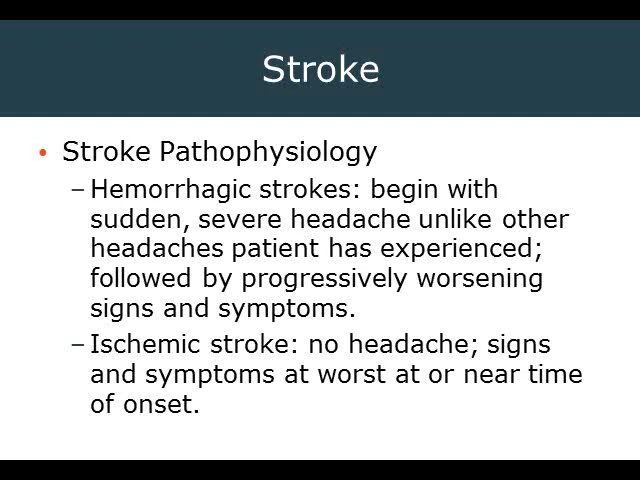 Stroke
• Stroke Pathophysiology
– Hemorrhagic strokes: begin with
sudden, severe headache unlike other
headaches patient has experienced;
followed by progressively worsening
signs and symptoms.
– Ischemic stroke: no headache; signs
and symptoms at worst at or near time
of onset.